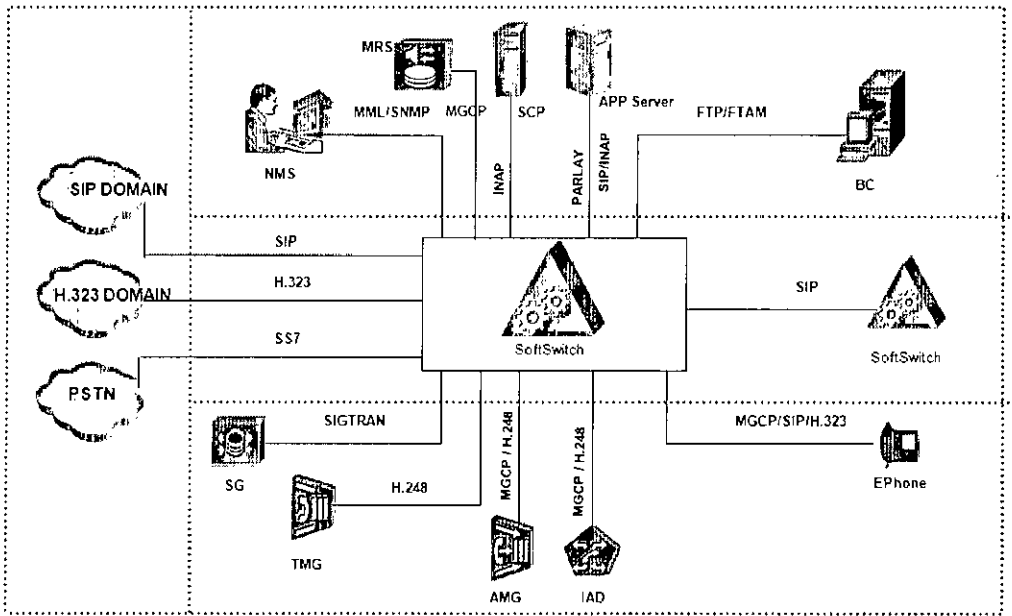 MRS
MML/SNMP
MGCP
SCP
APP Server
FTP/FTAM
NMS
INAP
PARLAY
SIP/INAP
BC
SIP DOMAIN
SIP
H.323 DOMAIN
H.323
SIP
SoftSwitch
SoftSwitch
SS7
PSTN
SIGTRAN
MGCP / H.248
MGCP / H.248
MGCP/SIP/H.323
SG
H.248
EPhone
TMG
AMG
IAD